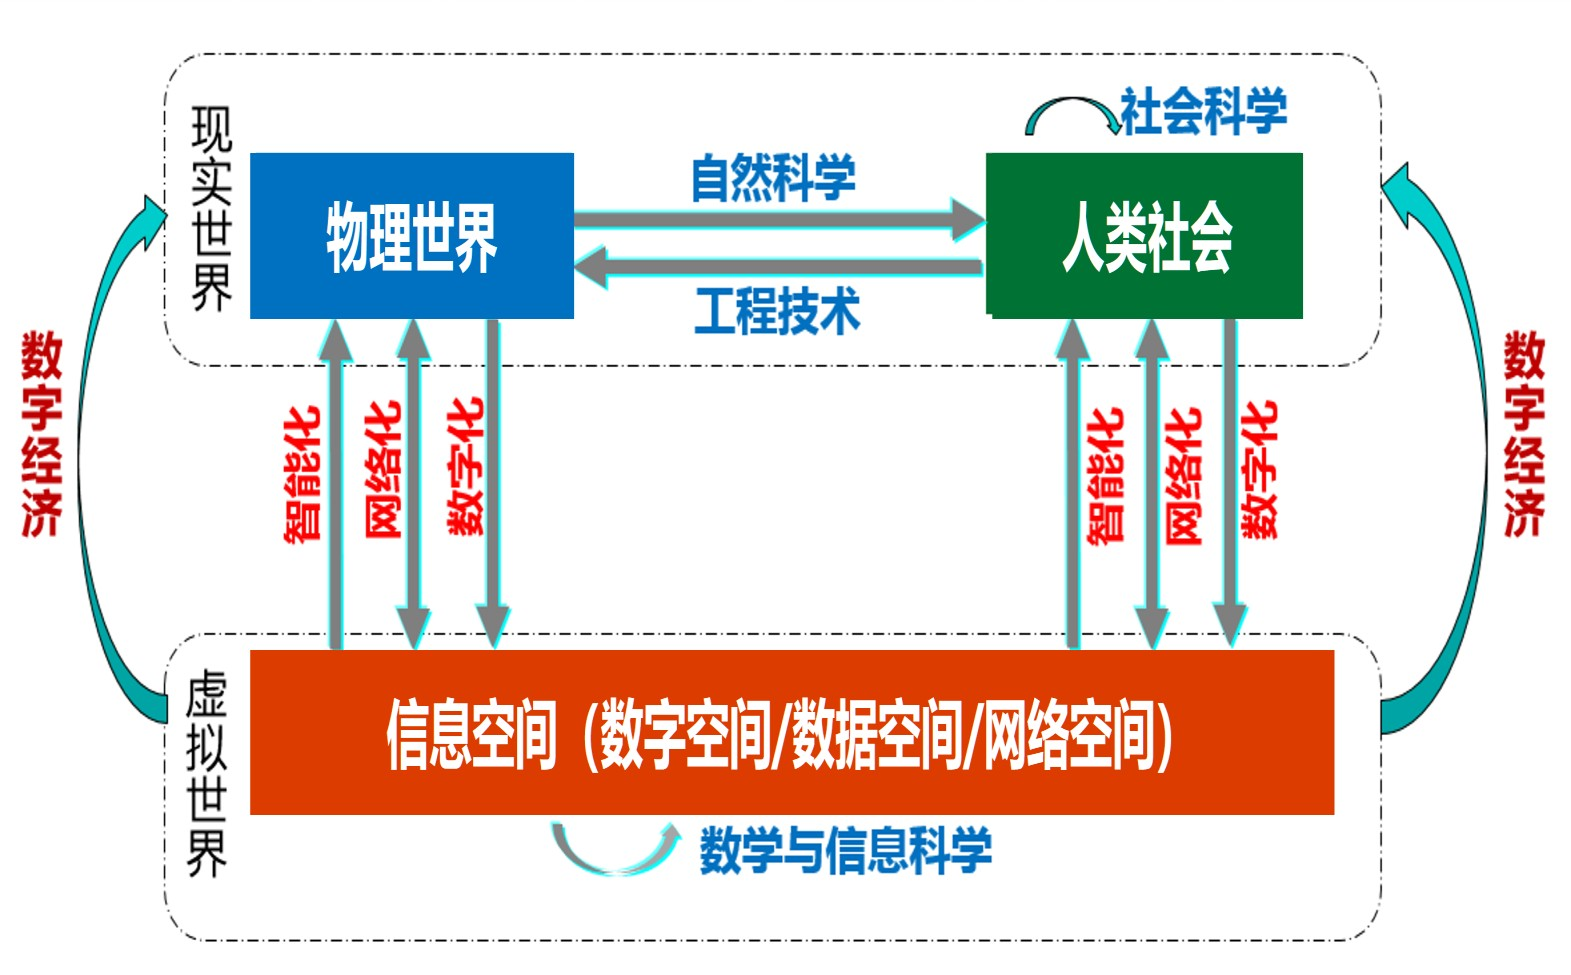 现实世界
社会科学
自然科学
物理世界
人类社会
工程技术
数字经济
智能化
网络化
数字化
智能化
网络化
数字化
数字经济
虚拟世界
信息空间（数字空间/数据空间/网络空间）
数学与信息科学